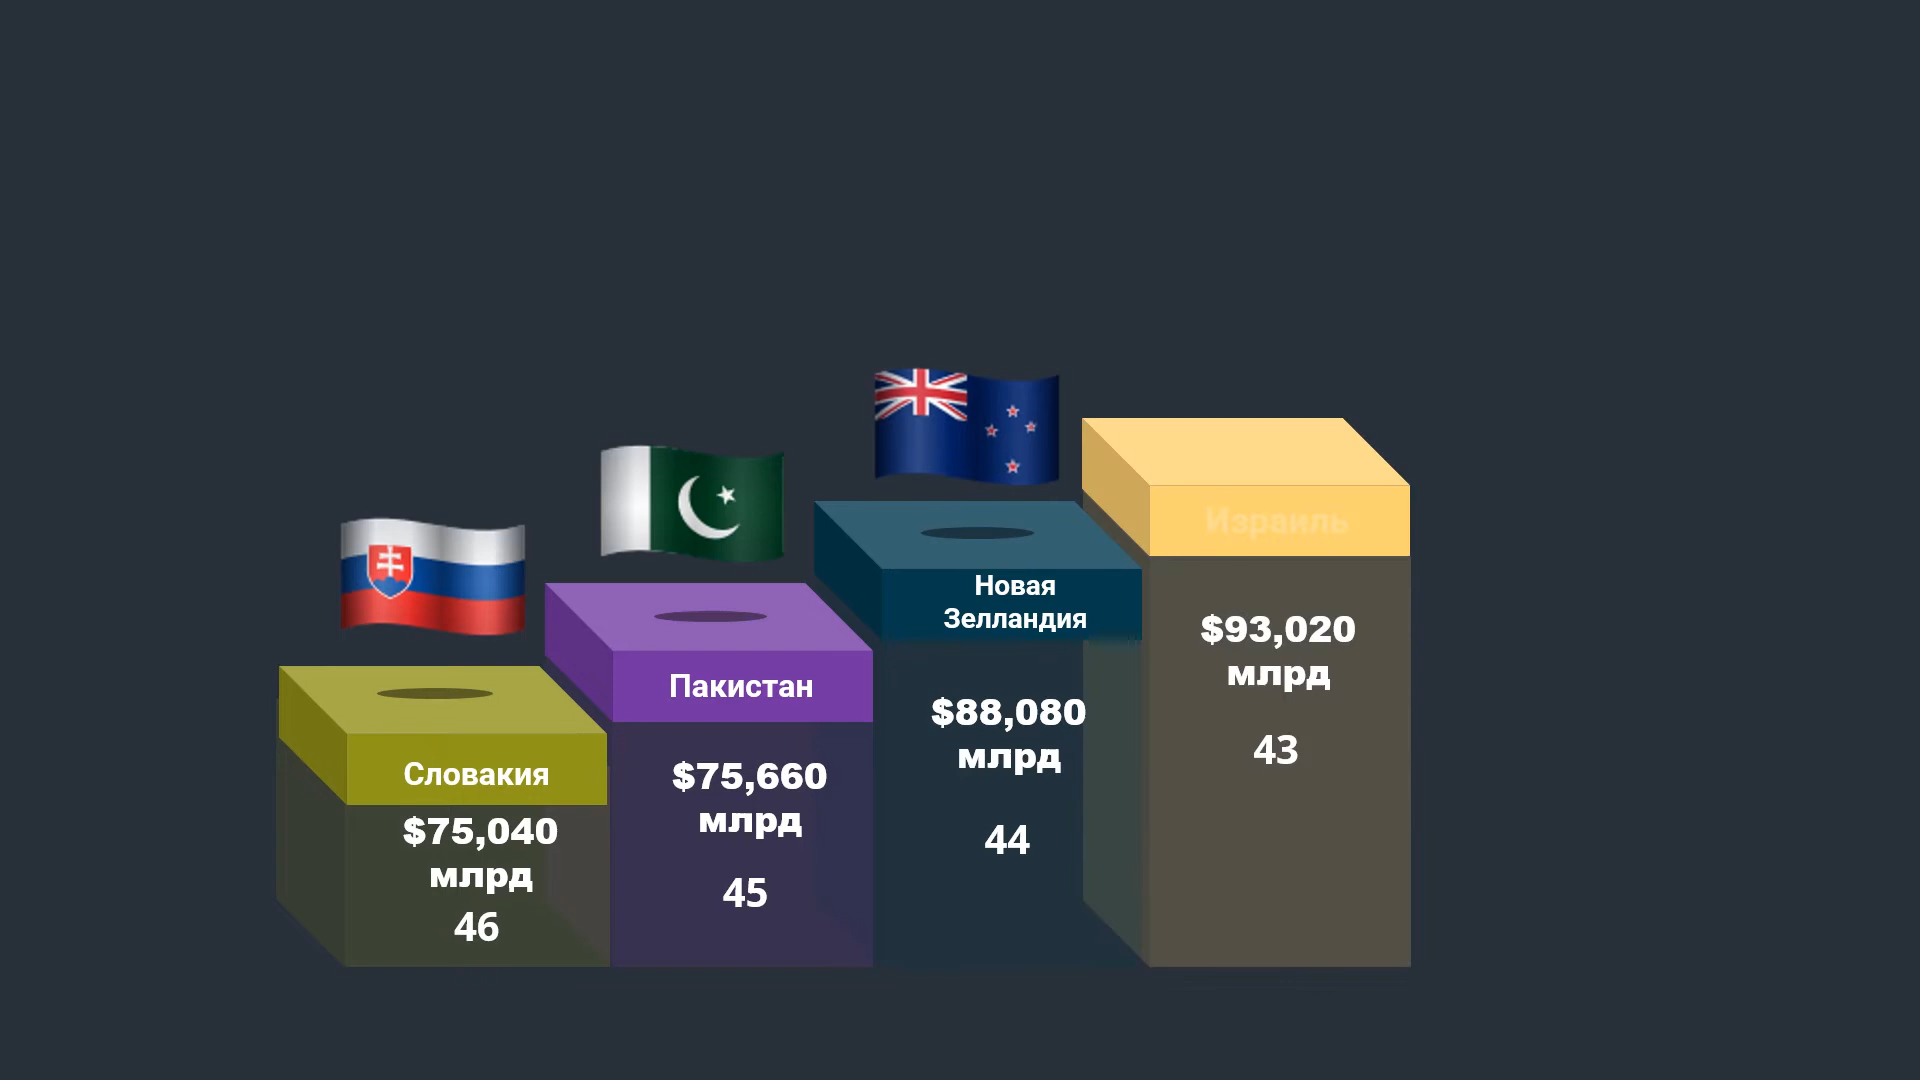 Словакия
$75,040
млрд
46
Пакистан
$75,660
млрд
45
Новая
Зелландия
$88,080
млрд
44
Израиль
$93,020
млрд
43